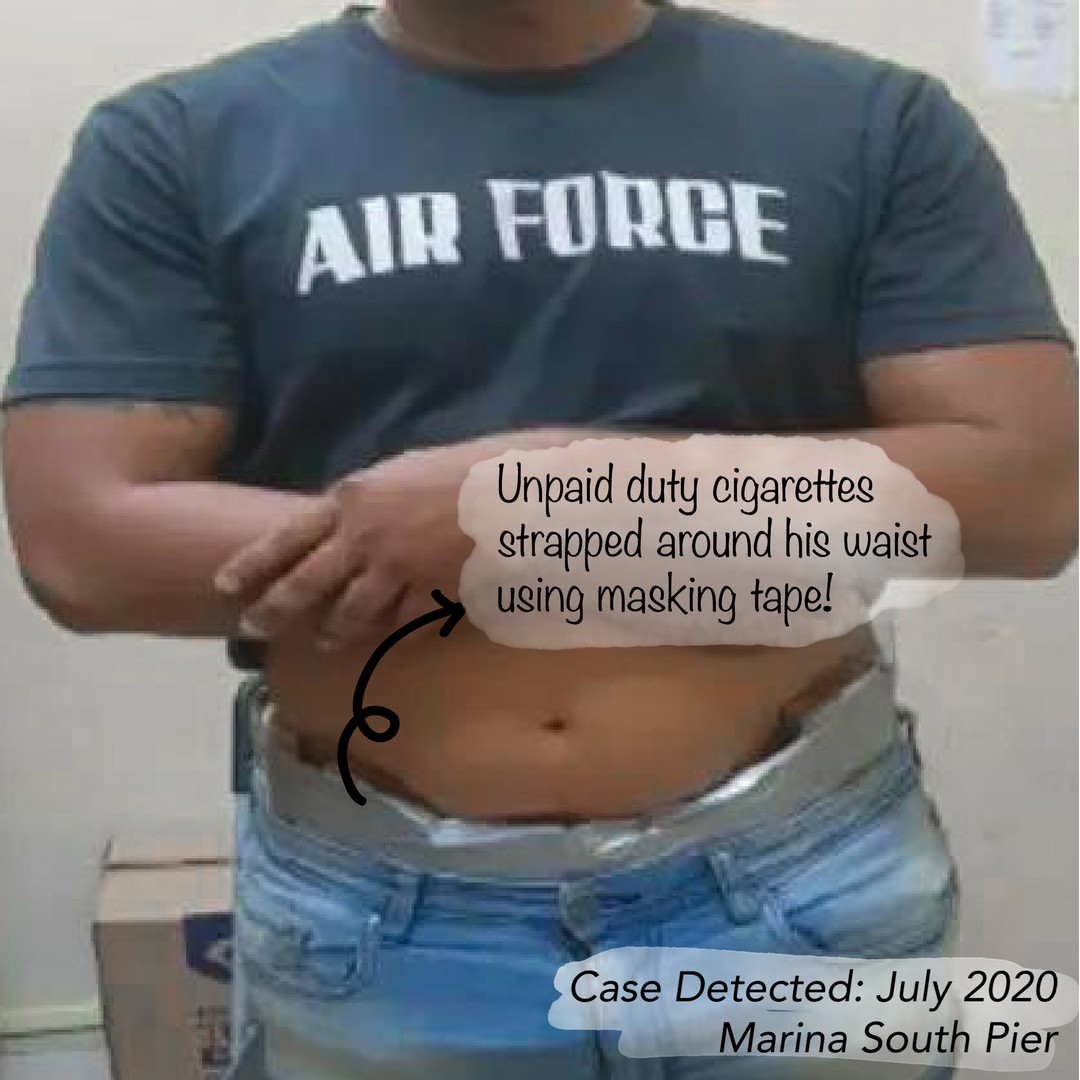 AIR FORCE
Unpaid duty cigarettes
strapped around his waist
using masking tape!
Case Detected: July 2020
Marina South Pier